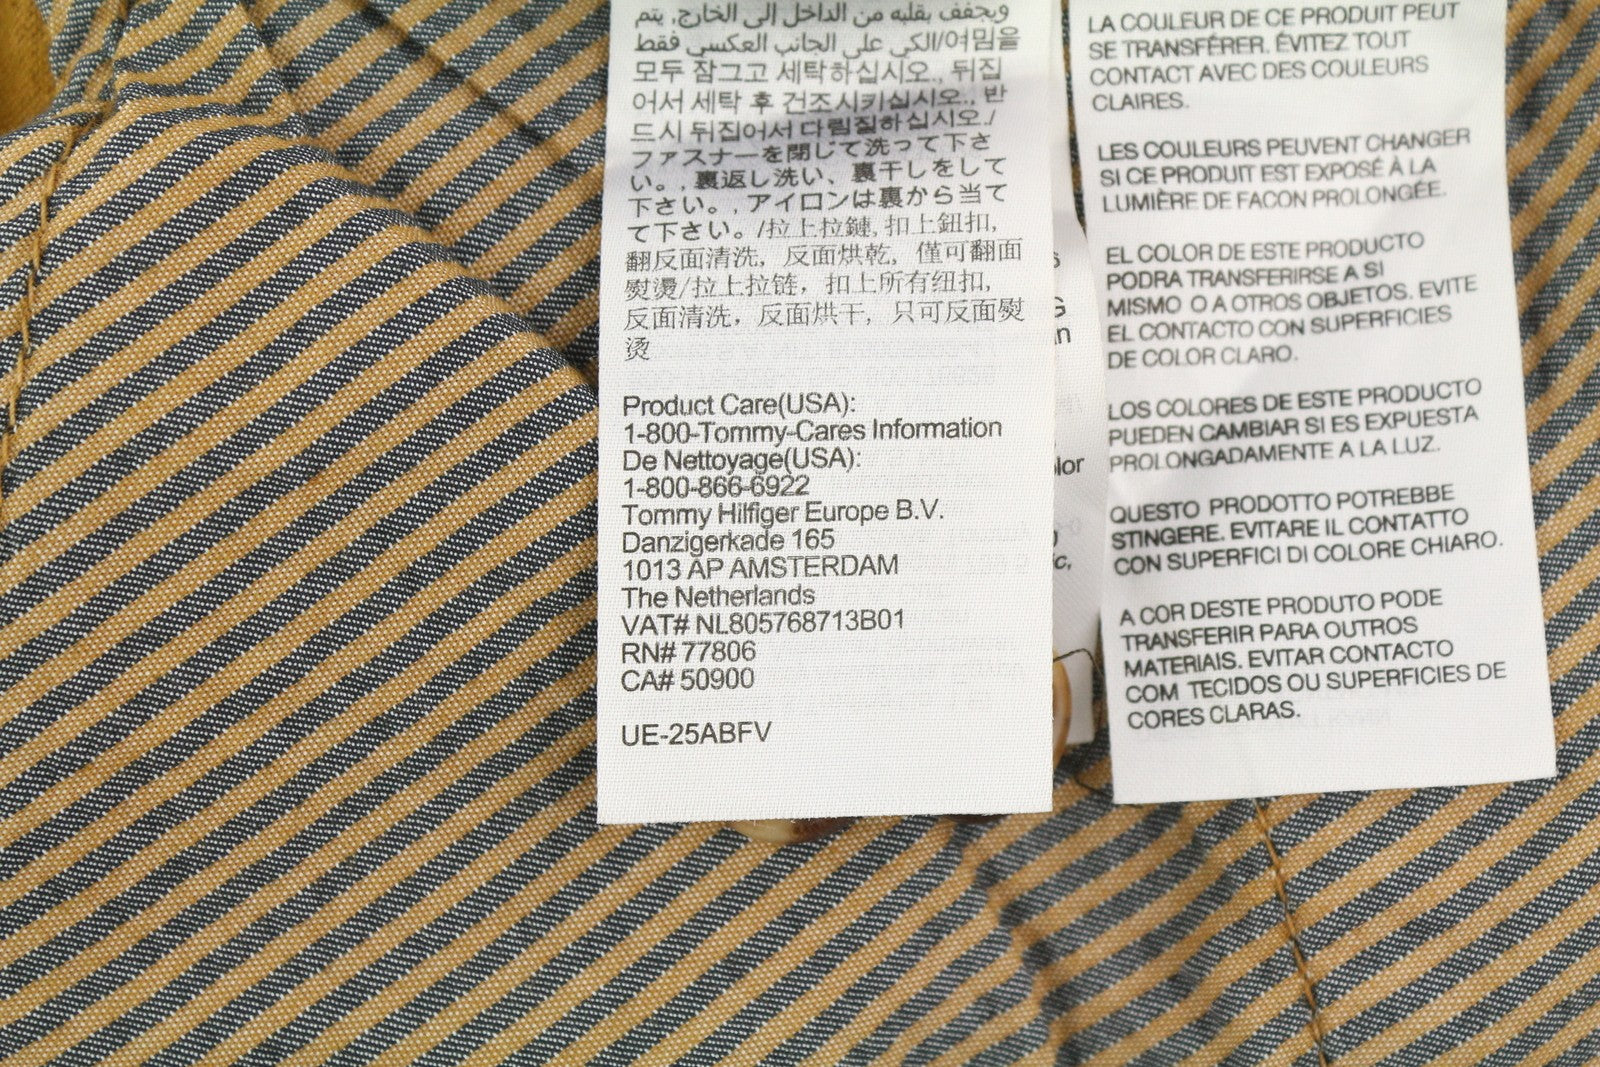 ويجفف بقلبه من الداخل إلى الخارج, يتم
الكي على الجانب العكسي فقط/여밈을
모두 잠그고 세탁하십시오., 뒤집
어서 세탁 후 건조시키십시오., 반
드시 뒤집어서 다림질하십시오./
ファスナーを閉じて洗って下さ
い。, 裏返し洗い、裏干しをして
下さい。, アイロンは裏から当て
て下さい。/拉上拉鏈, 扣上鈕扣,
翻反面清洗, 反面烘乾, 僅可翻面
熨燙/拉上拉链, 扣上所有纽扣,
反面清洗, 反面烘干, 只可反面熨
烫
Product Care(USA):
1-800-Tommy-Cares Information
De Nettoyage(USA):
1-800-866-6922
Tommy Hilfiger Europe B.V.
Danzigerkade 165
1013 AP AMSTERDAM
The Netherlands
VAT# NL805768713B01
RN# 77806
CA# 50900
UE-25ABFV
LA COULEUR DE CE PRODUIT PEUT
SE TRANSFÉRER. ÉVITEZ TOUT
CONTACT AVEC DES COULEURS
CLAIRES.
LES COULEURS PEUVENT CHANGER
SI CE PRODUIT EST EXPOSÉ À LA
LUMIÈRE DE FACON PROLONGÉE.
EL COLOR DE ESTE PRODUCTO
PODRA TRANSFERIRSE A SI
MISMO O A OTROS OBJETOS. EVITE
EL CONTACTO CON SUPERFICIES
DE COLOR CLARO.
LOS COLORES DE ESTE PRODUCTO
PUEDEN CAMBIAR SI ES EXPUESTA
PROLONGADAMENTE A LA LUZ.
QUESTO PRODOTTO POTREBBE
STINGERE. EVITARE IL CONTATTO
CON SUPERFICI DI COLORE CHIARO.
A COR DESTE PRODUTO PODE
TRANSFERIR PARA OUTROS
MATERIAIS. EVITAR CONTACTO
COM TECIDOS OU SUPERFICIES DE
CORES CLARAS.